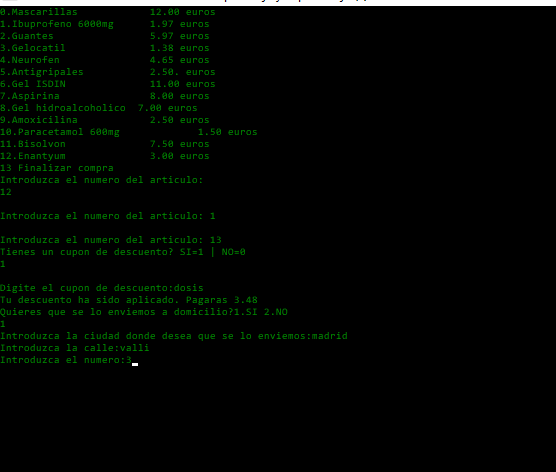 0.Mascarillas 12.00 euros
1.Ibuprofeno 6000mg 1.97 euros
2.Guantes 5.97 euros
3.Gelocatil 1.38 euros
4.Neurofen 4.65 euros
5.Antigripales 2.50. euros
6.Gel ISDIN 11.00 euros
7.Aspirina 8.00 euros
8.Gel hidroalcoholico 7.00 euros
9.Amoxicilina 2.50 euros
10.Paracetamol 600mg 1.50 euros
11.Bisolvon 7.50 euros
12.Enantyum 3.00 euros
13 Finalizar compra
Introduzca el numero del articulo:
12
Introduzca el numero del articulo: 1
Introduzca el numero del articulo: 13
Tienes un cupon de descuento? SI=1 | NO=0
1
Digite el cupon de descuento:dosis
Tu descuento ha sido aplicado. Pagaras 3.48
Quieres que se lo enviemos a domicilio?1.SI 2.NO
1
Introduzca la ciudad donde desea que se lo enviemos:madrid
Introduzca la calle:valli
Introduzca el numero:3